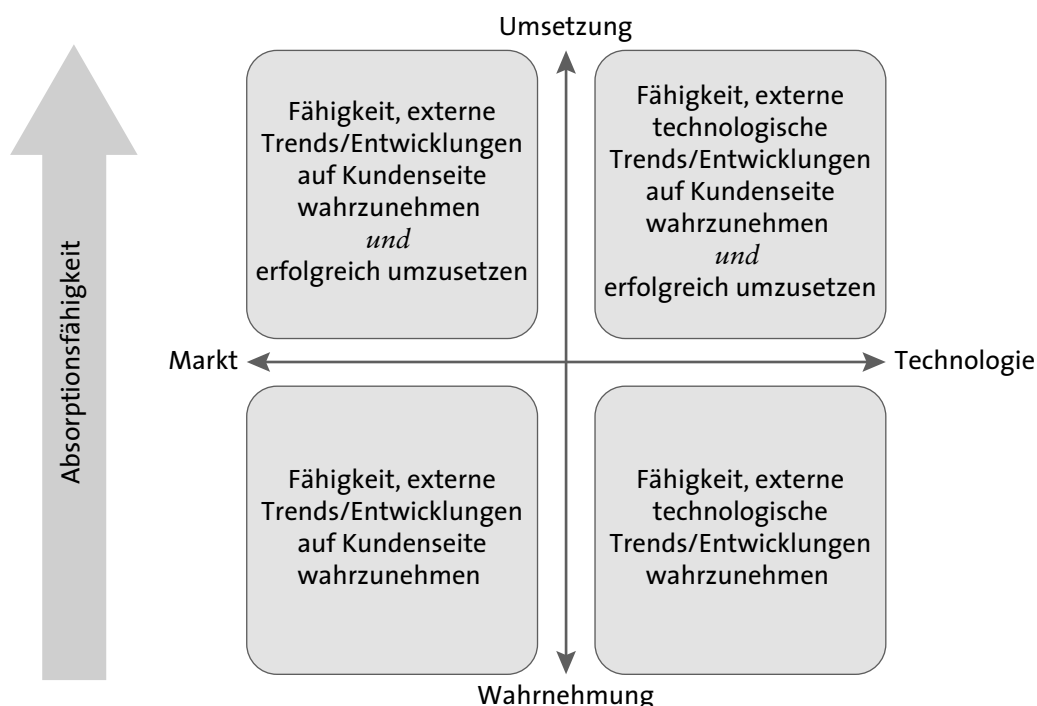 Umsetzung
Fähigkeit, externe
Trends/Entwicklungen
auf Kundenseite
wahrzunehmen
und
erfolgreich umzusetzen
Fähigkeit, externe
technologische
Trends/Entwicklungen
auf Kundenseite
wahrzunehmen
und
erfolgreich umzusetzen
Absorptionsfähigkeit
Markt
Technologie
Fähigkeit, externe
Trends/Entwicklungen
auf Kundenseite
wahrzunehmen
Fähigkeit, externe
technologische
Trends/Entwicklungen
wahrzunehmen
Wahrnehmung